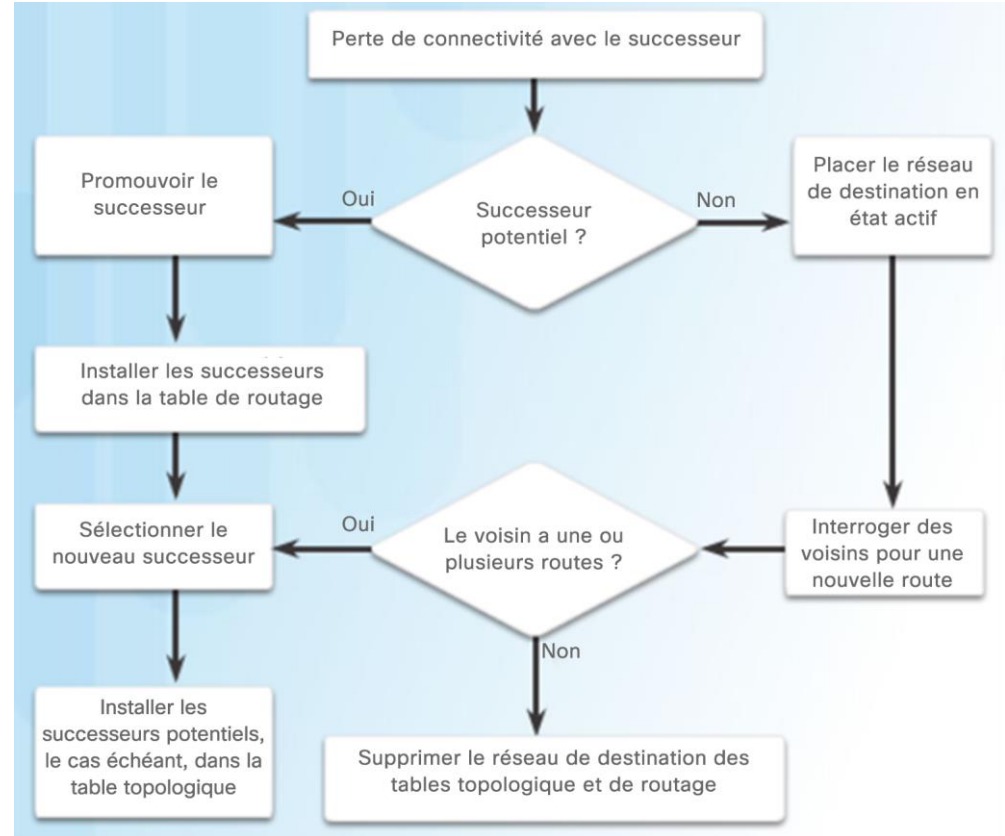 Perte de connectivité avec le successeur
Promouvoir le
successeur
Oui
Successeur
potentiel ?
Non
Placer le réseau
de destination en
état actif
Installer les successeurs
dans la table de routage
Sélectionner le
nouveau successeur
Oui
Le voisin a une ou
plusieurs routes ?
Interroger des
voisins pour une
nouvelle route
Non
Installer les
successeurs potentiels,
le cas échéant, dans la
table topologique
Supprimer le réseau de destination des
tables topologique et de routage